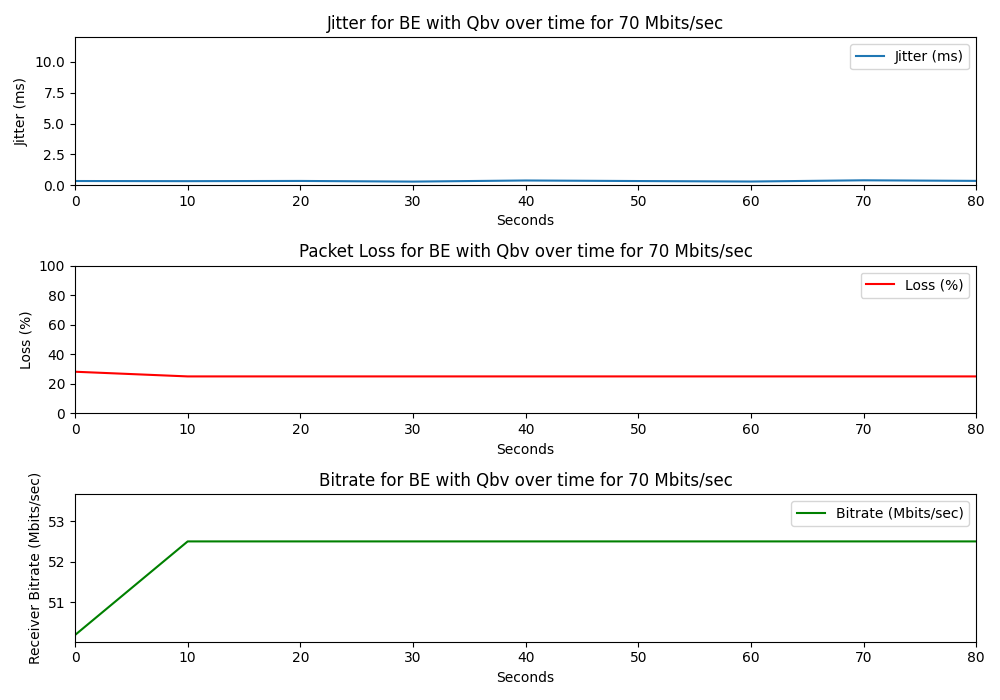 Jitter for BE with Qbv over time for 70 Mbits/sec
Jitter (ms)
10.0
7.5
5.0
2.5
0.0
Jitter (ms)
0 10 20 30 40 50 60 70 80
Seconds
Packet Loss for BE with Qbv over time for 70 Mbits/sec
Loss (%)
100
80
60
40
20
0
Loss (%)
0 10 20 30 40 50 60 70 80
Seconds
Bitrate for BE with Qbv over time for 70 Mbits/sec
Receiver Bitrate (Mbits/sec)
53
52
51
Bitrate (Mbits/sec)
0 10 20 30 40 50 60 70 80
Seconds